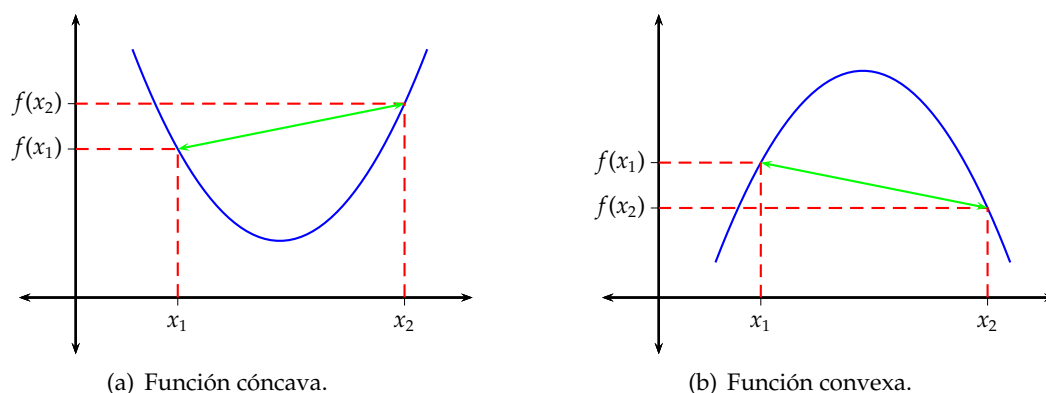 f(x₂)
f(x₁)
x₁
x₂
(a) Función cóncava.
f(x₁)
f(x₂)
x₁
x₂
(b) Función convexa.